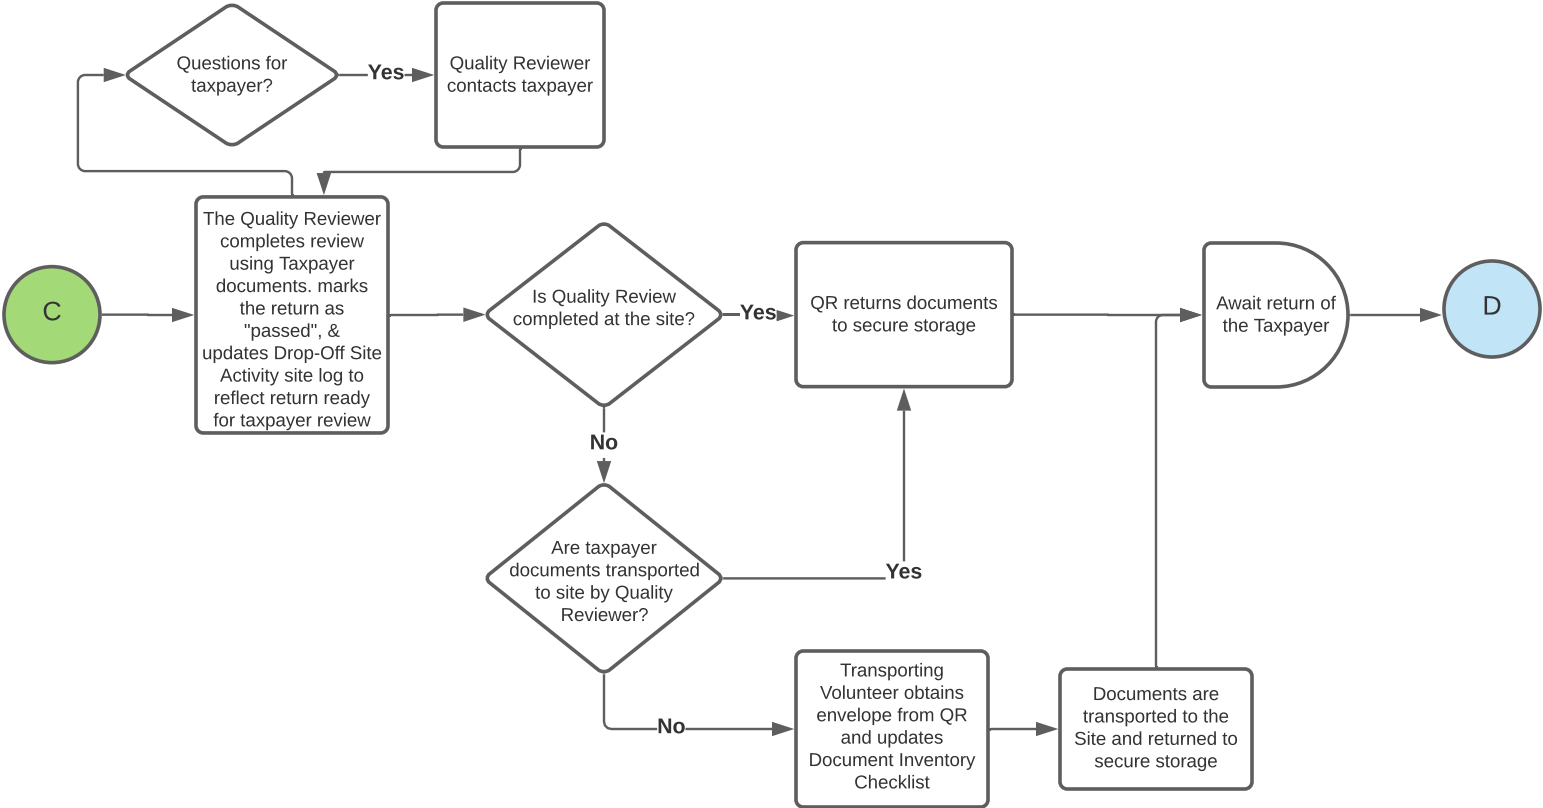 Questions for
taxpayer?
Yes
Quality Reviewer
contacts taxpayer
C
The Quality Reviewer
completes review
using Taxpayer
documents. marks
the return as
"passed", &
updates Drop-Off Site
Activity site log to
reflect return ready
for taxpayer review
Is Quality Review
completed at the site?
Yes
QR returns documents
to secure storage
Await return of
the Taxpayer
D
No
Are taxpayer
documents transported
to site by Quality
Reviewer?
Yes
No
Transporting
Volunteer obtains
envelope from QR
and updates
Document Inventory
Checklist
Documents are
transported to the
Site and returned to
secure storage